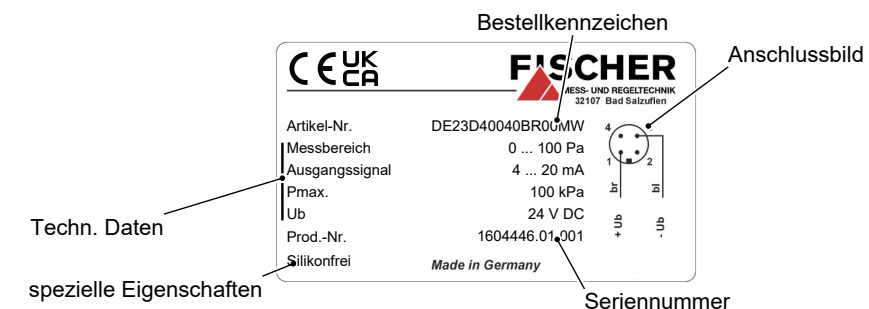 Bestellkennzeichen
Anschlussbild
CE UK CA
FISCHER
MESS- UND REGELTECHNIK
32107 Bad Salzuflen
Artikel-Nr. DE23D40040BR00MW
Messbereich 0 ... 100 Pa
Ausgangssignal 4 ... 20 mA
Pmax. 100 kPa
Ub 24 V DC
Prod.-Nr. 1604446.01.001
Silikonfrei
Made in Germany
4
1 2
br bl
+ Ub - Ub
Techn. Daten
spezielle Eigenschaften
Seriennummer